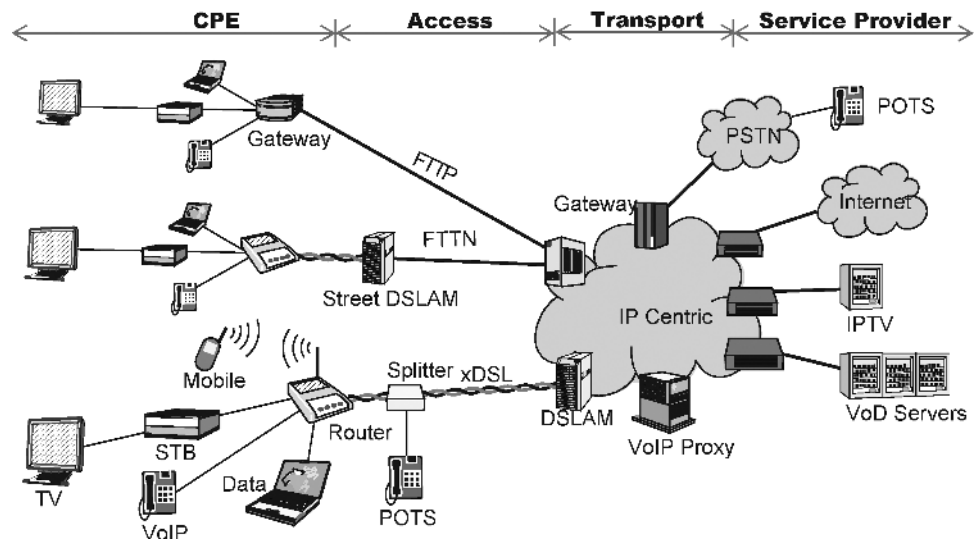 CPE
Access
Transport
Service Provider
Gateway
FTTP
PSTN
POTS
Gateway
Internet
FTTN
Street DSLAM
IP Centric
IPTV
Mobile
Splitter
xDSL
STB
Router
DSLAM
VoIP Proxy
VoD Servers
TV
VoIP
Data
POTS